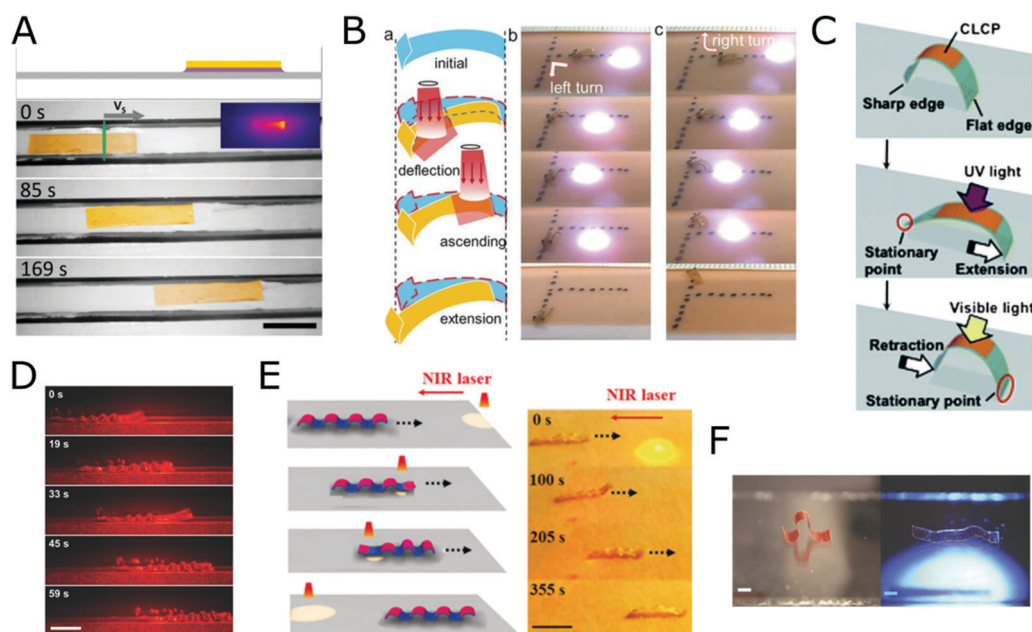 A
0 s
Vs
85 s
169 s
B
a
initial
deflection
ascending
extension
b
left turn
c
right turn
C
CLCP
Sharp edge
Flat edge
UV light
Stationary
point
Extension
Visible light
Retraction
Stationary point
D
0 s
19 s
33 s
45 s
59 s
E
NIR laser
NIR laser
0 s
100 s
205 s
355 s
F